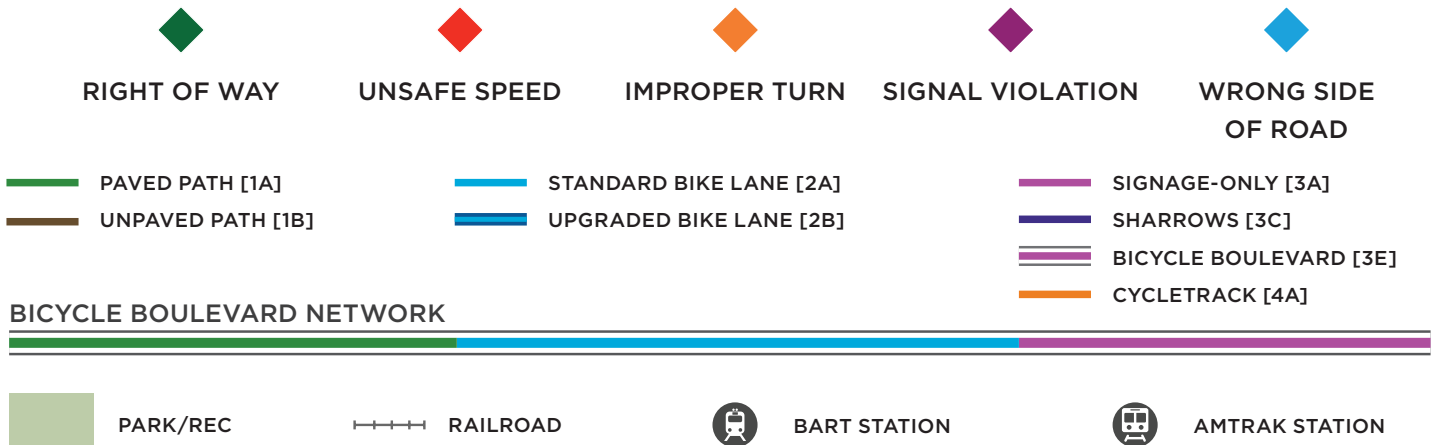 RIGHT OF WAY
UNSAFE SPEED
IMPROPER TURN
SIGNAL VIOLATION
WRONG SIDE
OF ROAD
PAVED PATH [1A]
UNPAVED PATH [1B]
STANDARD BIKE LANE [2A]
UPGRADED BIKE LANE [2B]
SIGNAGE-ONLY [3A]
SHARROWS [3C]
BICYCLE BOULEVARD [3E]
CYCLETRACK [4A]
BICYCLE BOULEVARD NETWORK
PARK/REC
RAILROAD
BART STATION
AMTRAK STATION